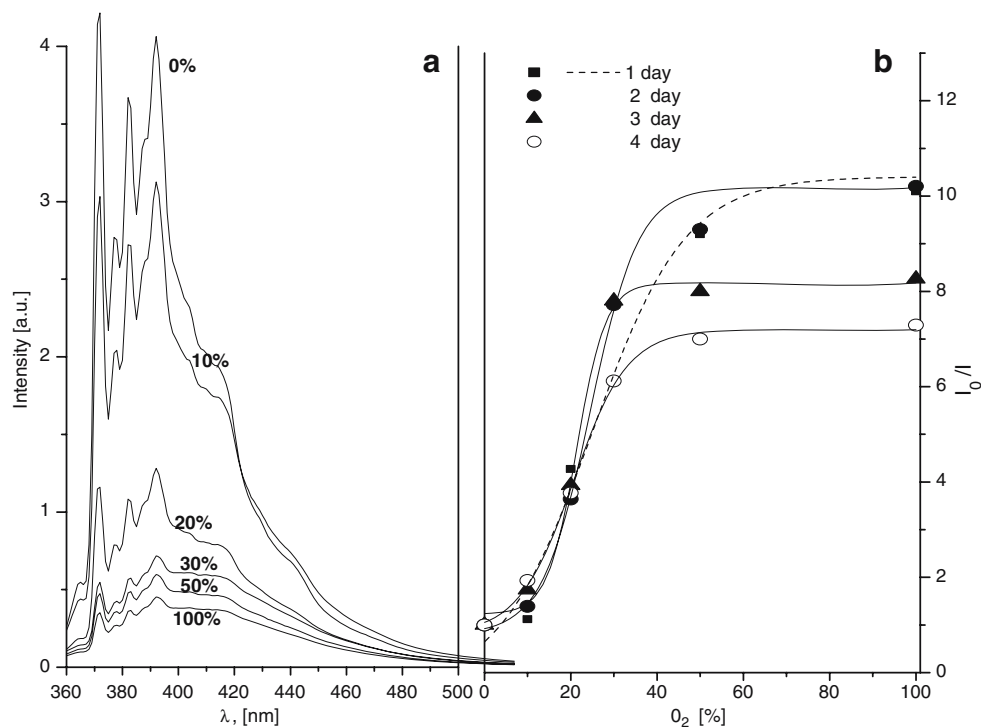 a
4
3
2
1
0
Intensity [a.u.]
0%
10%
20%
30%
50%
100%
360 380 400 420 440 460 480 500
λ, [nm]
b
1 day
2 day
3 day
4 day
12
10
8
6
4
2
0
I0/I
0 20 40 60 80 100
O2 [%]